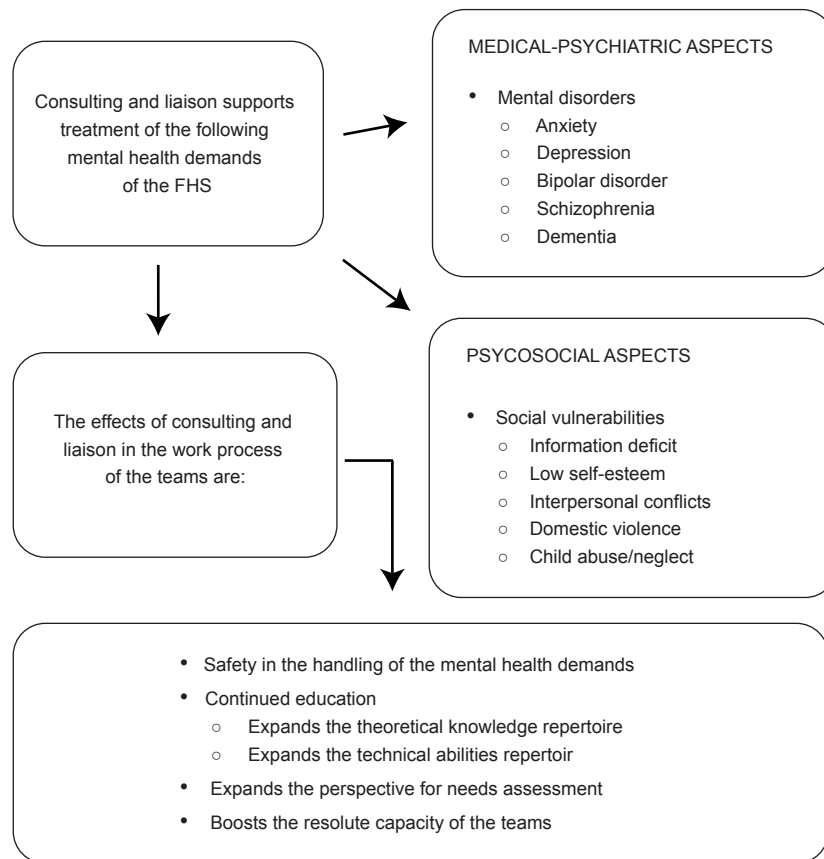 Consulting and liaison supports
treatment of the following
mental health demands
of the FHS
MEDICAL-PSYCHIATRIC ASPECTS
• Mental disorders
○ Anxiety
○ Depression
○ Bipolar disorder
○ Schizophrenia
○ Dementia
PSYCOSOCIAL ASPECTS
• Social vulnerabilities
○ Information deficit
○ Low self-esteem
○ Interpersonal conflicts
○ Domestic violence
○ Child abuse/neglect
The effects of consulting and
liaison in the work process
of the teams are:
• Safety in the handling of the mental health demands
• Continued education
○ Expands the theoretical knowledge repertoire
○ Expands the technical abilities repertoir
• Expands the perspective for needs assessment
• Boosts the resolute capacity of the teams